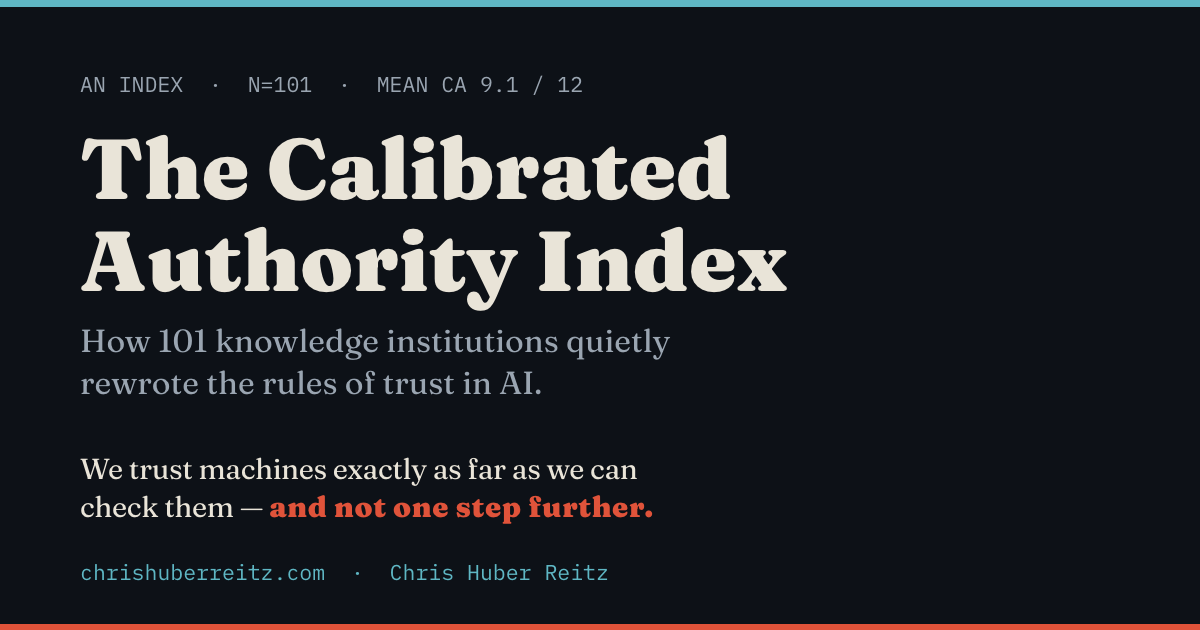 AN INDEX · N=101 · MEAN CA 9.1 / 12
The Calibrated
Authority Index
How 101 knowledge institutions quietly
rewrote the rules of trust in AI.
We trust machines exactly as far as we can
check them — and not one step further.
chrishuberreitz.com · Chris Huber Reitz